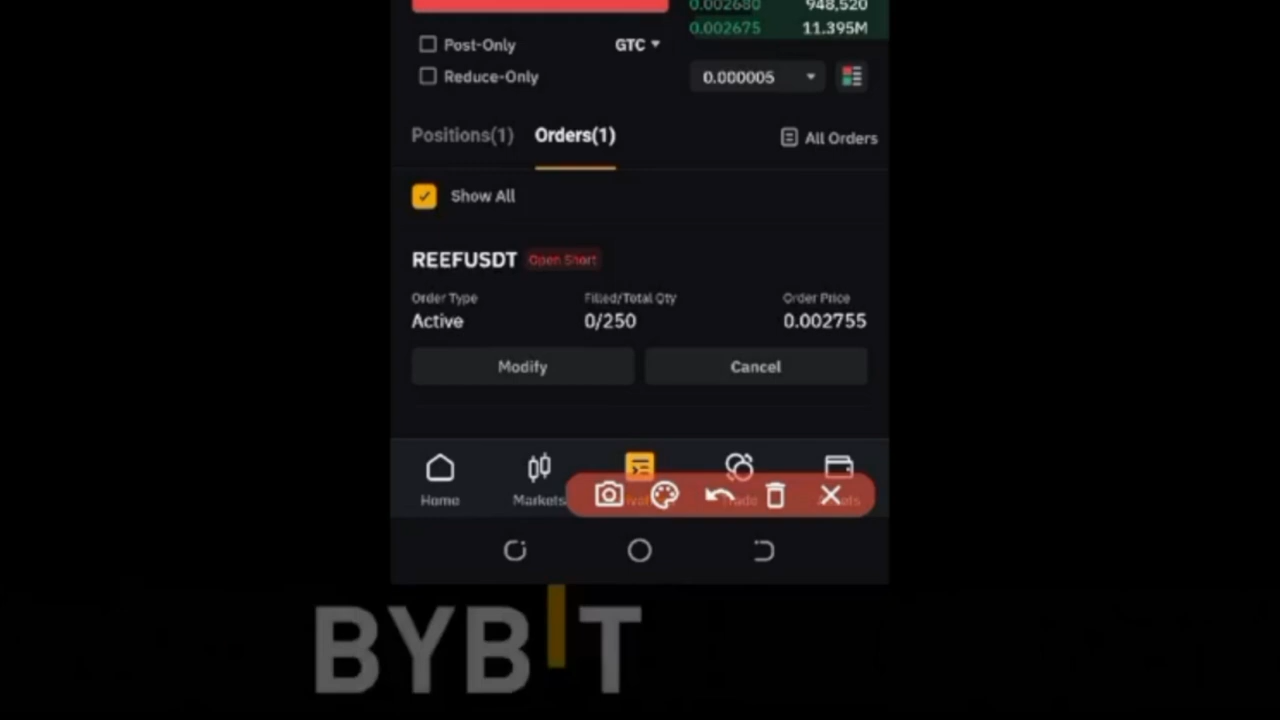 0.002680 948,520
0.002675 11.395M
Post-Only GTC
Reduce-Only 0.000005
Positions(1) Orders(1) All Orders
Show All
REEFUSDT Open Short
Order Type Filled/Total Qty Order Price
Active 0/250 0.002755
Modify Cancel
Home Markets Trade Assets
BYBIT